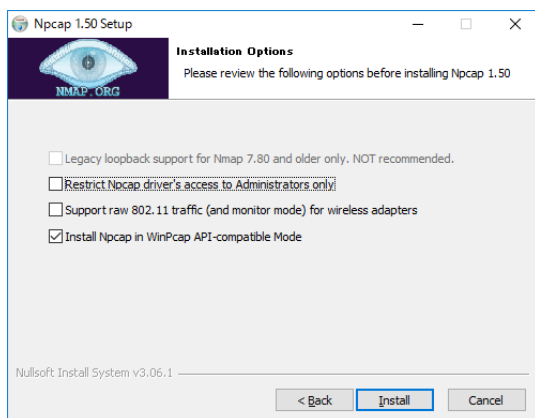 Npcap 1.50 Setup
Installation Options
Please review the following options before installing Npcap 1.50
NMAP.ORG
Legacy loopback support for Nmap 7.80 and older only. NOT recommended.
Restrict Npcap driver's access to Administrators only
Support raw 802.11 traffic (and monitor mode) for wireless adapters
Install Npcap in WinPcap API-compatible Mode
Nullsoft Install System v3.06.1
< Back
Install
Cancel